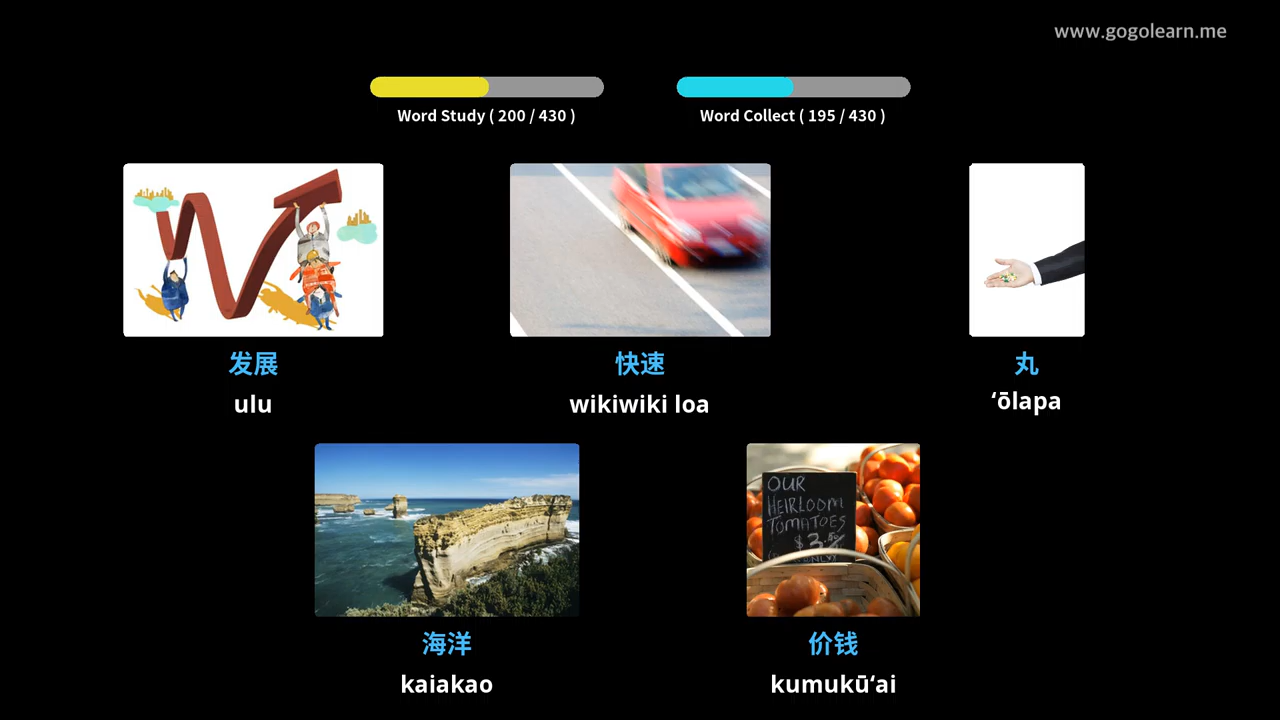 www.gogolearn.me
Word Study ( 200 / 430 )
Word Collect ( 195 / 430 )
发展
ulu
快速
wikiwiki loa
丸
ʻōlapa
OUR
HEIRLOOM
TOMATOES
海洋
kaiakao
价钱
kumukūʻai